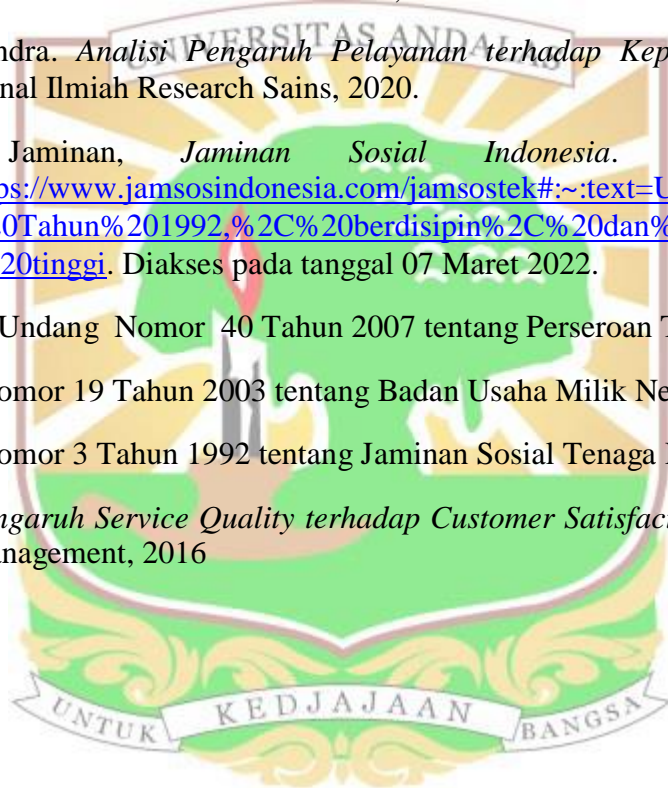 UNIVERSITAS ANDALAS
ndra. Analisi Pengaruh Pelayanan terhadap Kep
nal Ilmiah Research Sains, 2020.
Jaminan, Jaminan Sosial Indonesia.
ps://www.jamsosindonesia.com/jamsostek#:~:text=U
0Tahun%201992,%2C%20berdisipin%2C%20dan%
20tinggi. Diakses pada tanggal 07 Maret 2022.
Undang Nomor 40 Tahun 2007 tentang Perseroan T
omor 19 Tahun 2003 tentang Badan Usaha Milik Ne
omor 3 Tahun 1992 tentang Jaminan Sosial Tenaga
ngaruh Service Quality terhadap Customer Satisfac
anagement, 2016
UNTUK KEDJAJAAN BANGSA